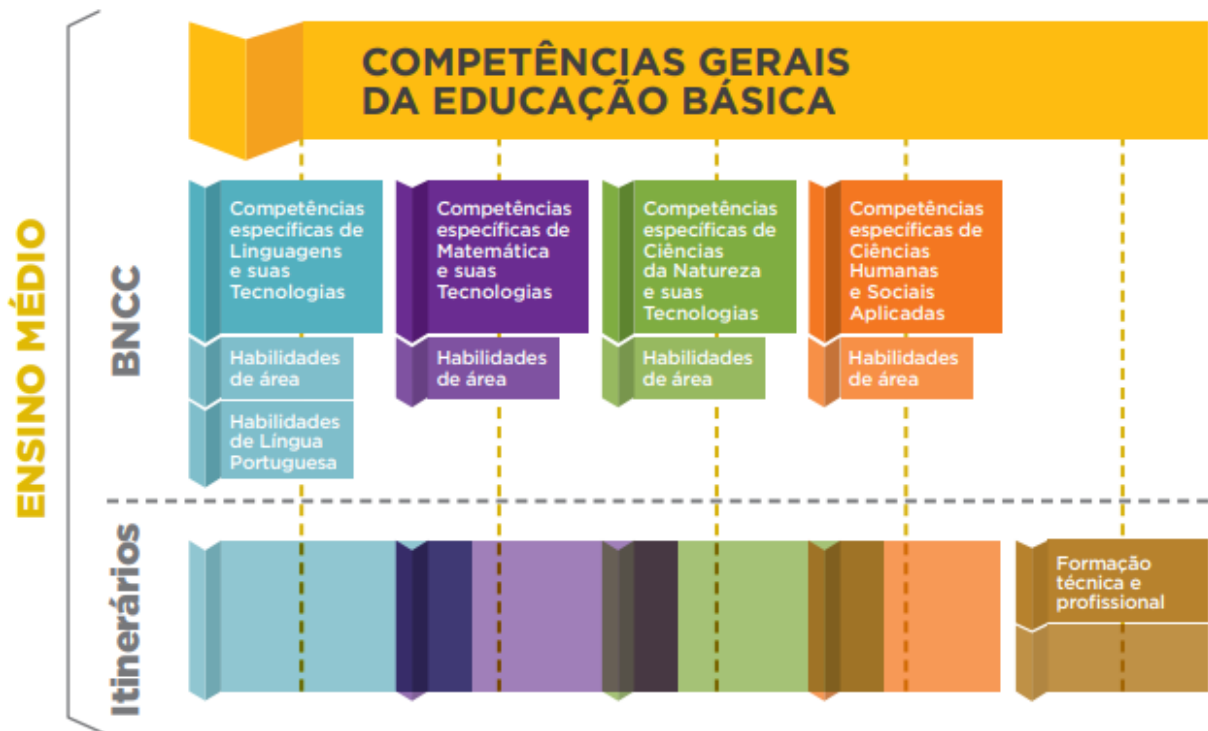 COMPETÊNCIAS GERAIS
DA EDUCAÇÃO BÁSICA
ENSINO MÉDIO
BNCC
Competências
específicas de
Linguagens
e suas
Tecnologias
Habilidades
de área
Habilidades
de Língua
Portuguesa
Competências
específicas de
Matemática
e suas
Tecnologias
Habilidades
de área
Competências
específicas de
Ciências
da Natureza
e suas
Tecnologias
Habilidades
de área
Competências
específicas de
Ciências
Humanas
e Sociais
Aplicadas
Habilidades
de área
Itinerários
Formação
técnica e
profissional